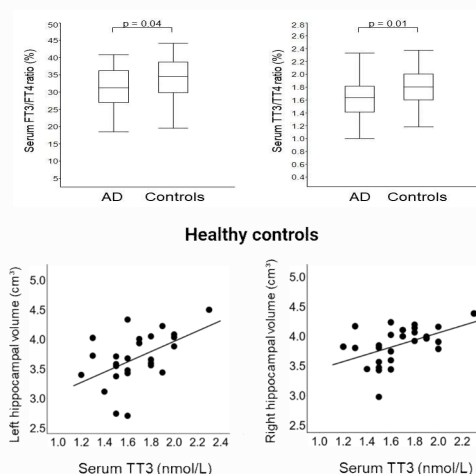 p = 0.04
Serum FT3/FT4 ratio (%)
50
45
40
35
30
25
20
15
10
5
AD Controls
p = 0.01
Serum TT3/TT4 ratio (%)
2.8
2.6
2.4
2.2
2.0
1.8
1.6
1.4
1.2
1.0
0.8
0.6
0.4
AD Controls
Healthy controls
Left hippocampal volume (cm³)
5.0
4.5
4.0
3.5
3.0
2.5
1.0 1.2 1.4 1.6 1.8 2.0 2.2 2.4
Serum TT3 (nmol/L)
Right hippocampal volume (cm³)
5.0
4.5
4.0
3.5
3.0
2.5
1.0 1.2 1.4 1.6 1.8 2.0 2.2
Serum TT3 (nmol/L)